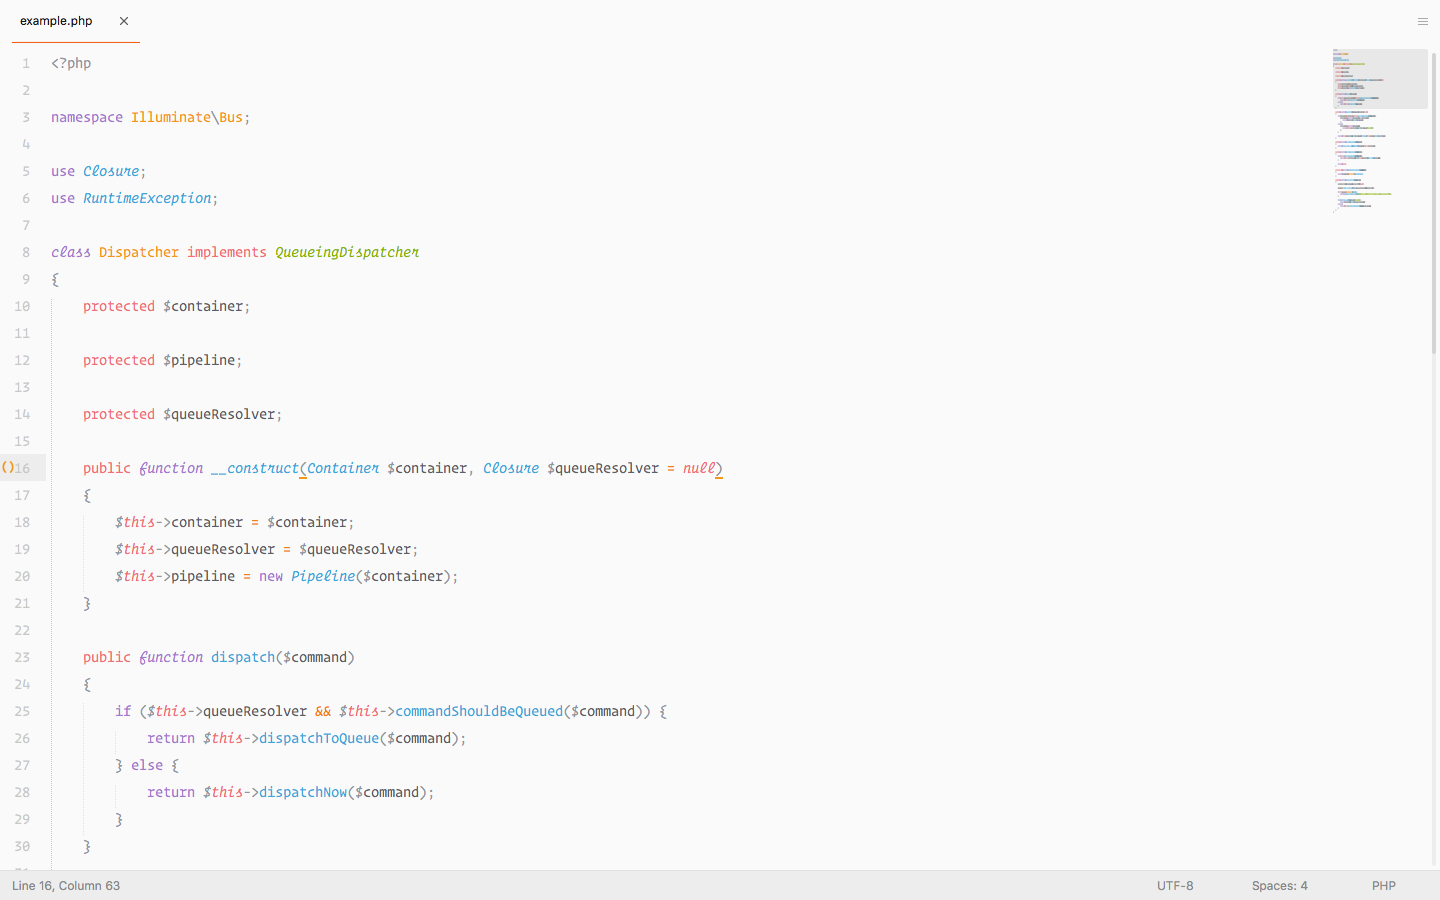 example.php ×
1 <?php
2
3 namespace Illuminate\Bus;
4
5 use Closure;
6 use RuntimeException;
7
8 class Dispatcher implements QueueingDispatcher
9 {
10 protected $container;
11
12 protected $pipeline;
13
14 protected $queueResolver;
15
()16 public function __construct(Container $container, Closure $queueResolver = null)
17 {
18 $this->container = $container;
19 $this->queueResolver = $queueResolver;
20 $this->pipeline = new Pipeline($container);
21 }
22
23 public function dispatch($command)
24 {
25 if ($this->queueResolver && $this->commandShouldBeQueued($command)) {
26 return $this->dispatchToQueue($command);
27 } else {
28 return $this->dispatchNow($command);
29 }
30 }
Line 16, Column 63 UTF-8 Spaces: 4 PHP